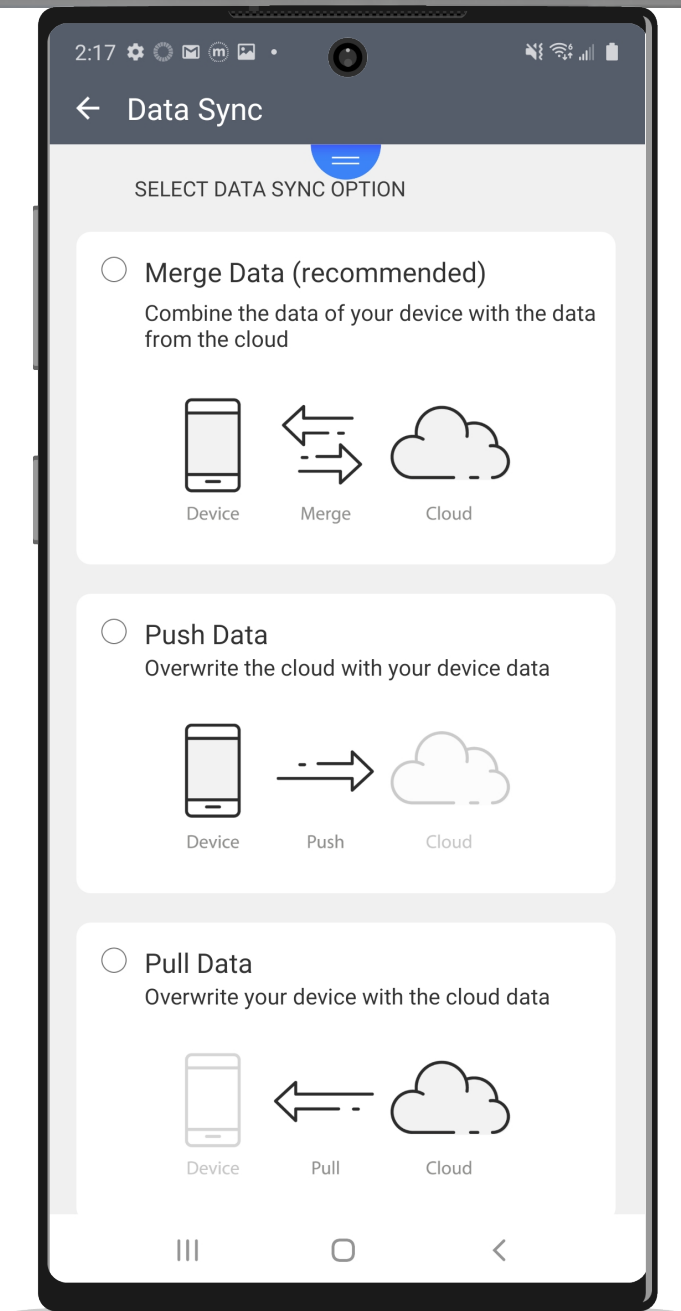 2:17
Data Sync
SELECT DATA SYNC OPTION
Merge Data (recommended)
Combine the data of your device with the data
from the cloud
Device Merge Cloud
Push Data
Overwrite the cloud with your device data
Device Push Cloud
Pull Data
Overwrite your device with the cloud data
Device Pull Cloud